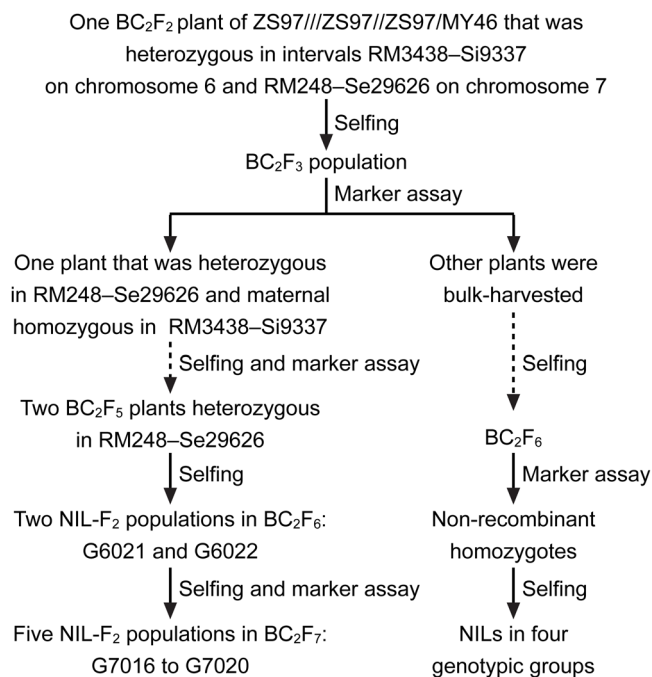 One BC₂F₂ plant of ZS97///ZS97//ZS97/MY46 that was
heterozygous in intervals RM3438–Si9337
on chromosome 6 and RM248–Se29626 on chromosome 7
Selfing
BC₂F₃ population
Marker assay
One plant that was heterozygous
in RM248–Se29626 and maternal
homozygous in RM3438–Si9337
Selfing and marker assay
Two BC₂F₅ plants heterozygous
in RM248–Se29626
Selfing
Two NIL-F₂ populations in BC₂F₆:
G6021 and G6022
Selfing and marker assay
Five NIL-F₂ populations in BC₂F₇:
G7016 to G7020
Other plants were
bulk-harvested
Selfing
BC₂F₆
Marker assay
Non-recombinant
homozygotes
Selfing
NILs in four
genotypic groups